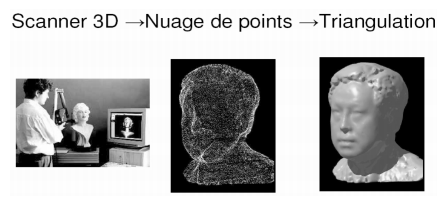 Scanner 3D →Nuage de points →Triangulation